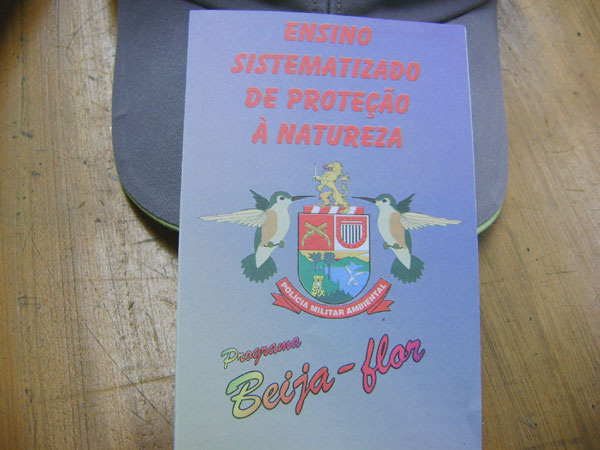 ENSINO
SISTEMATIZADO
DE PROTEÇÃO
À NATUREZA
POLÍCIA MILITAR AMBIENTAL
Programa
Beija-flor